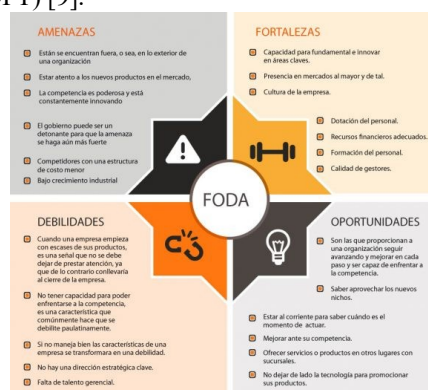 1) [9].
AMENAZAS
Están se encuentran fuera, o sea, en lo exterior de
una organización
Estar atento a los nuevos productos en el mercado,
La competencia es poderosa y está
constantemente innovando
El gobierno puede ser un
detonante para que la amenaza
se haga aún más fuerte
Competidores con una estructura
de costo menor
Bajo crecimiento industrial
FORTALEZAS
Capacidad para fundamental e innovar
en áreas claves.
Presencia en mercados al mayor y de tal.
Cultura de la empresa.
Dotación del personal.
Recursos financieros adecuados.
Formación del personal.
Calidad de gestores.
FODA
DEBILIDADES
Cuando una empresa empieza
con escases de sus productos,
es una señal que no se debe
dejar de prestar atención, ya
que de lo contrario conllevaría
al cierre de la empresa.
No tener capacidad para poder
enfrentarse a la competencia,
es una característica que
comúnmente hace que se
debilite paulatinamente.
Si no maneja bien las características de una
empresa se transformara en una debilidad.
No hay una dirección estratégica clave.
Falta de talento gerencial.
OPORTUNIDADES
Son las que proporcionan a
una organización seguir
avanzando y mejorar en cada
paso y ser capaz de enfrentar a
la competencia.
Saber aprovechar los nuevos
nichos.
Estar al corriente para saber cuándo es el
momento de actuar.
Mejorar ante su competencia.
Ofrecer servicios o productos en otros lugares con
sucursales.
No dejar de lado la tecnología para promocionar
sus productos.